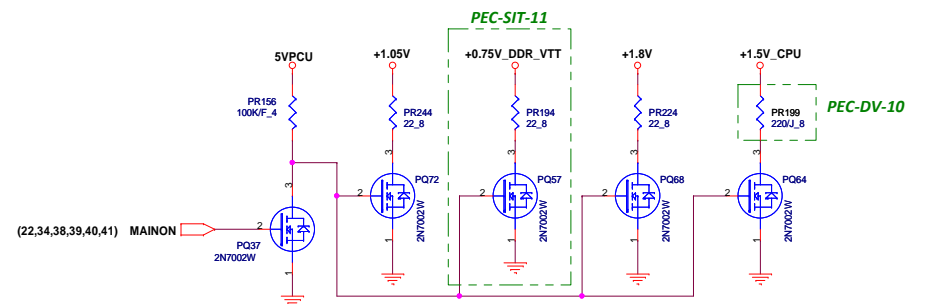 PEC-SIT-11
5VPCU
+1.05V
+0.75V_DDR_VTT
+1.8V
+1.5V_CPU
PR156
100K/F_4
PR244
22_8
PR194
22_8
PR224
22_8
PR199
220/J_8
PEC-DV-10
3
3
3
3
3
2
PQ72
2N7002W
1
2
PQ57
2N7002W
1
2
PQ68
2N7002W
1
2
PQ64
2N7002W
1
(22,34,38,39,40,41) MAINON
2
PQ37
2N7002W
1